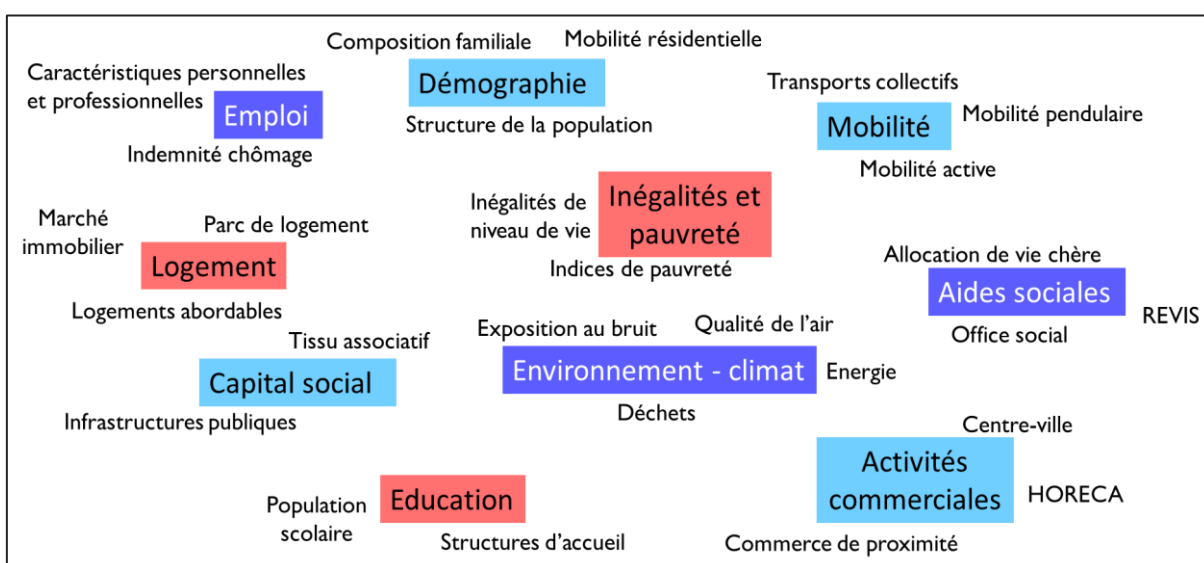 Composition familiale
Mobilité résidentielle
Caractéristiques personnelles
et professionnelles
Emploi
Indemnité chômage
Démographie
Structure de la population
Transports collectifs
Mobilité
Mobilité pendulaire
Mobilité active
Marché
immobilier
Parc de logement
Logement
Logements abordables
Inégalités de
niveau de vie
Inégalités et
pauvreté
Indices de pauvreté
Allocation de vie chère
Aides sociales
REVIS
Office social
Tissu associatif
Capital social
Infrastructures publiques
Exposition au bruit
Qualité de l’air
Environnement - climat
Energie
Déchets
Centre-ville
Activités
commerciales
HORECA
Commerce de proximité
Population
scolaire
Education
Structures d’accueil